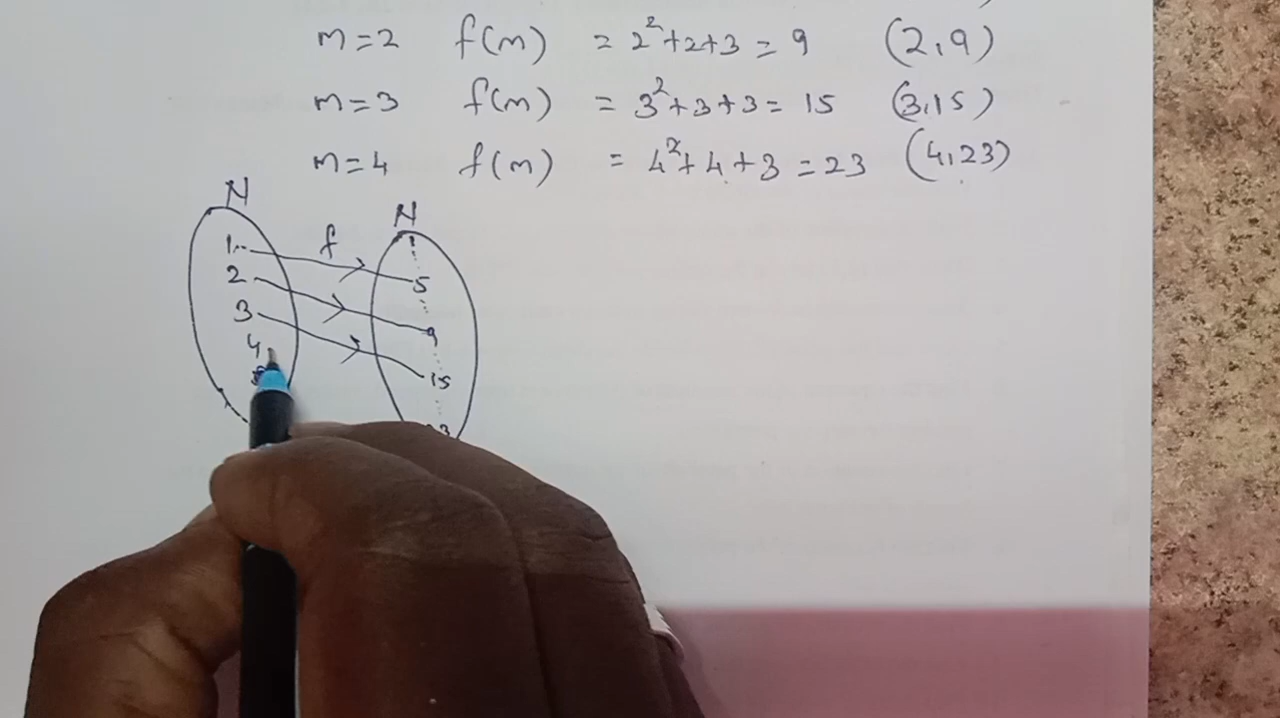 m=2 f(m) = 2²+2+3 = 9 (2,9)
m=3 f(m) = 3²+3+3 = 15 (3,15)
m=4 f(m) = 4²+4+3 = 23 (4,23)
N
N
f
1
1
2
5
3
9
4
15